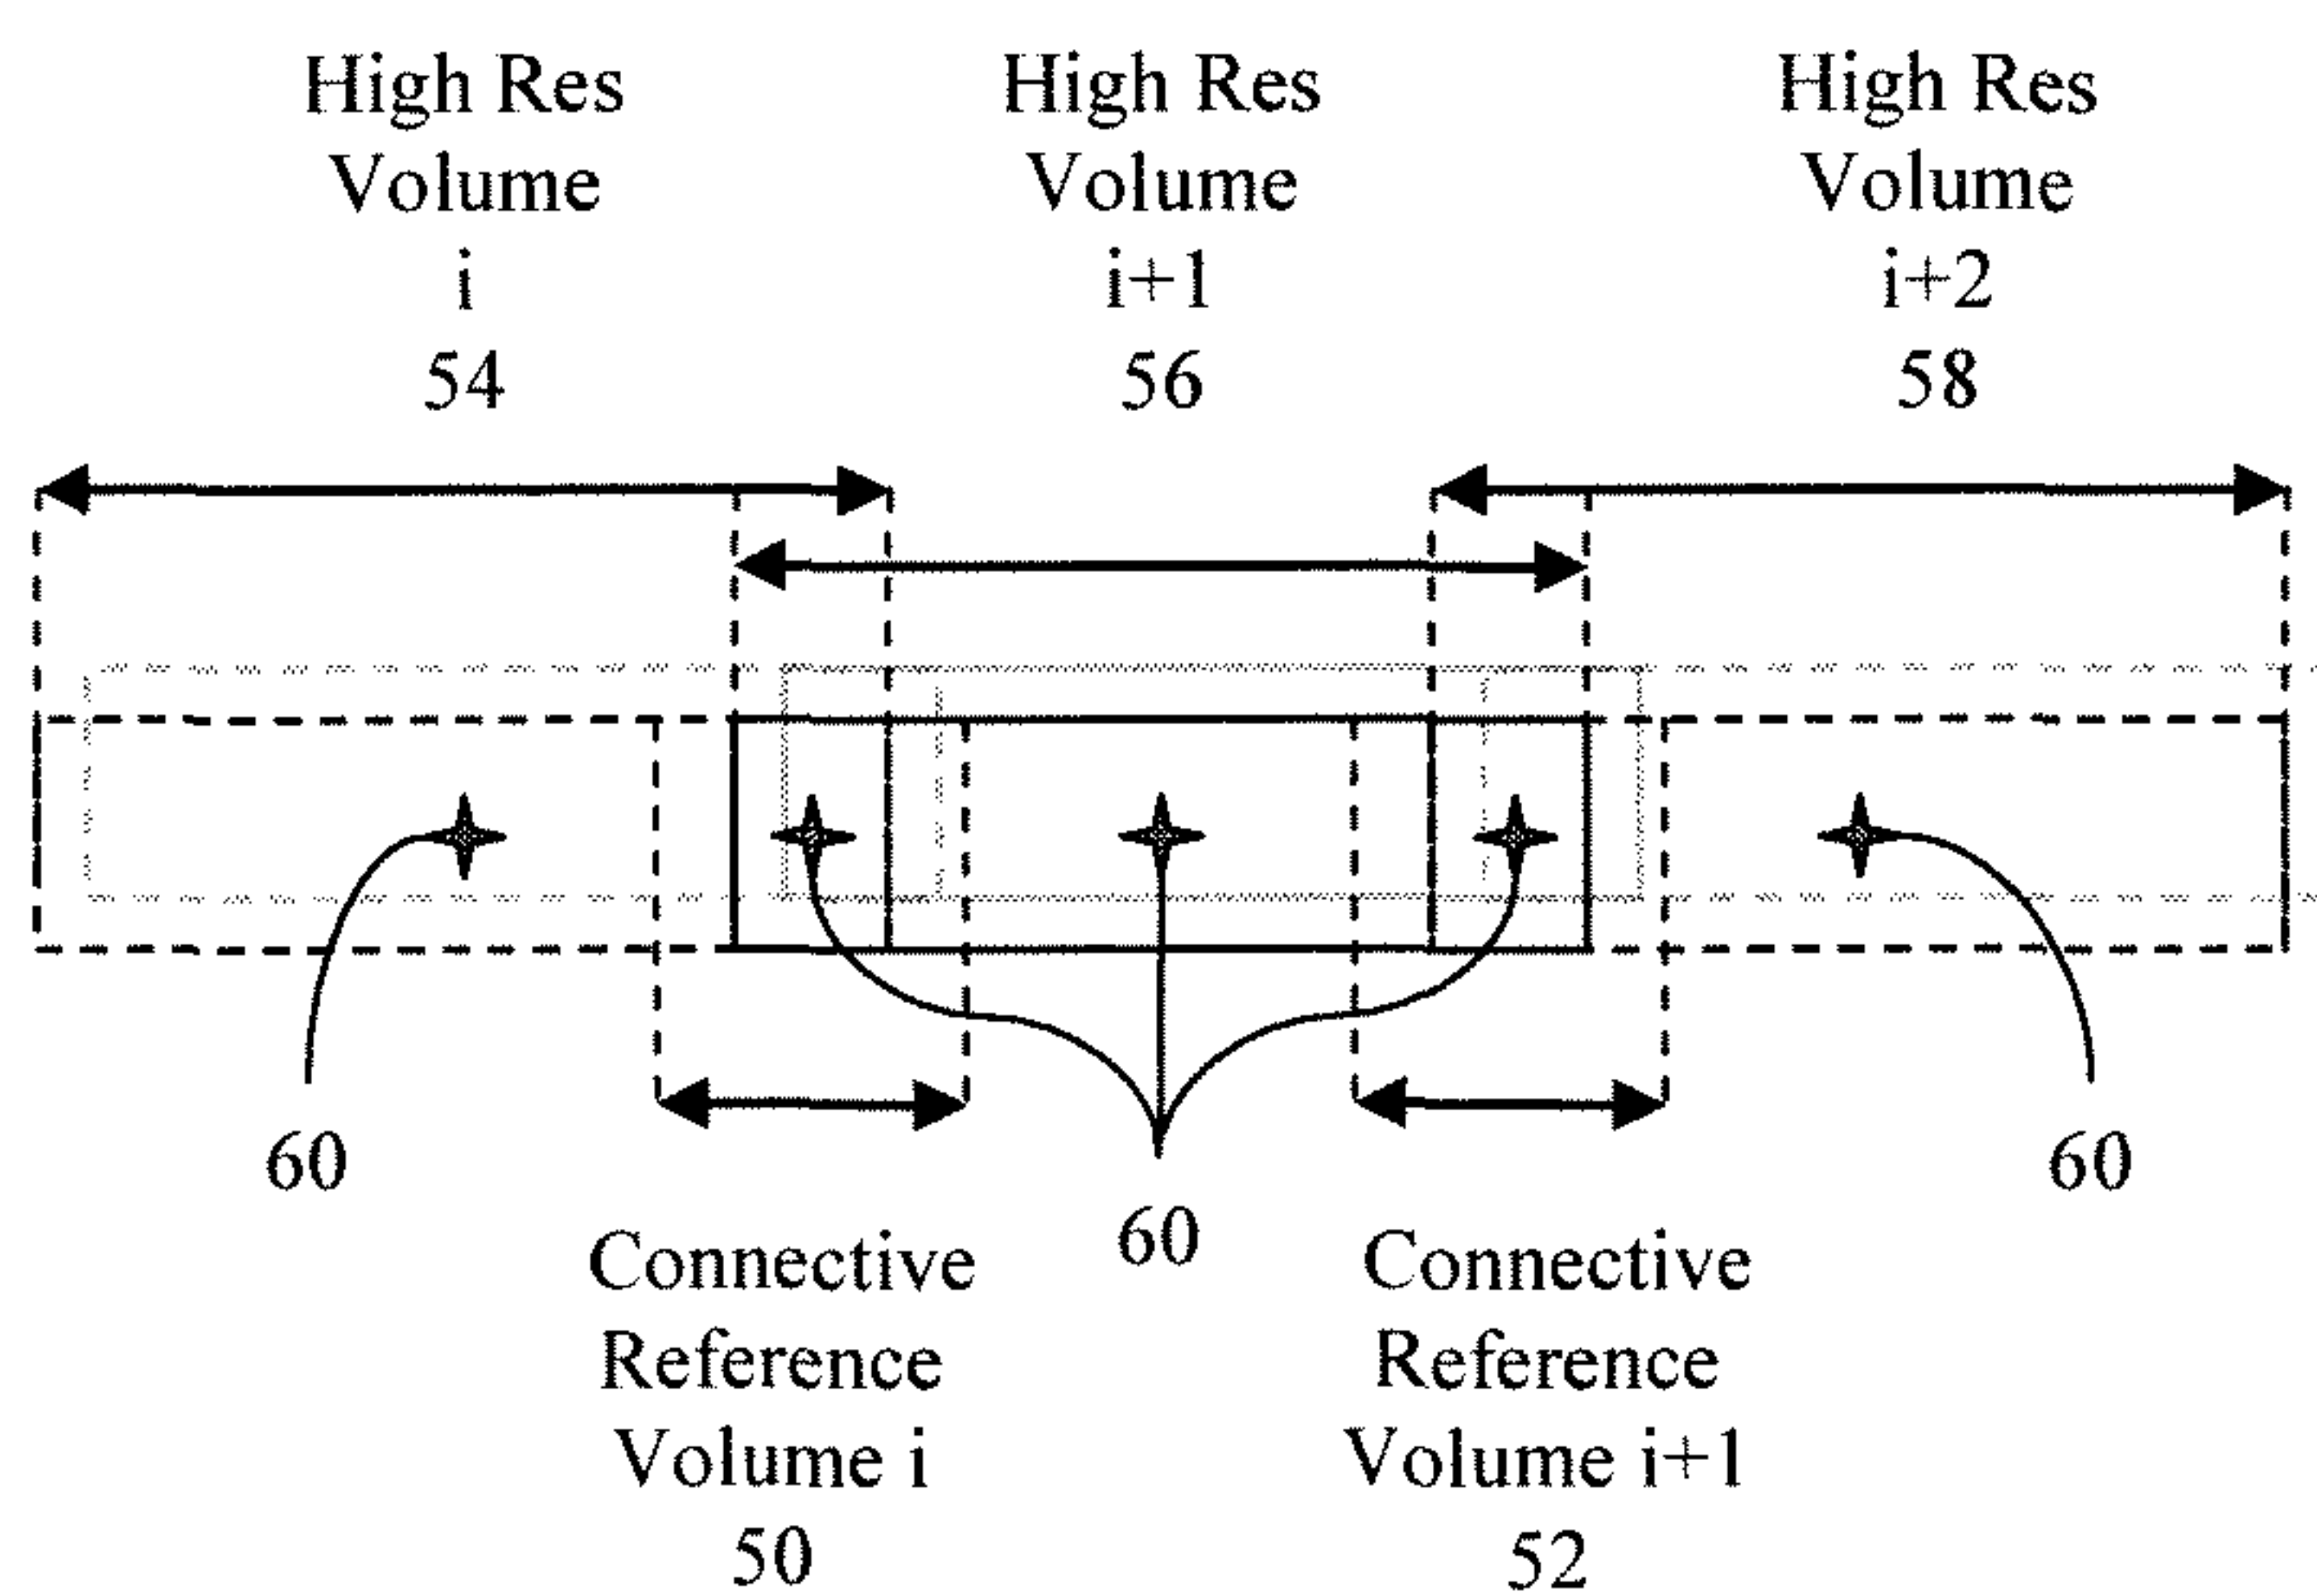 High Res
Volume
i
54
High Res
Volume
i+1
56
High Res
Volume
i+2
58
60
60
60
Connective
Reference
Volume i
50
Connective
Reference
Volume i+1
52